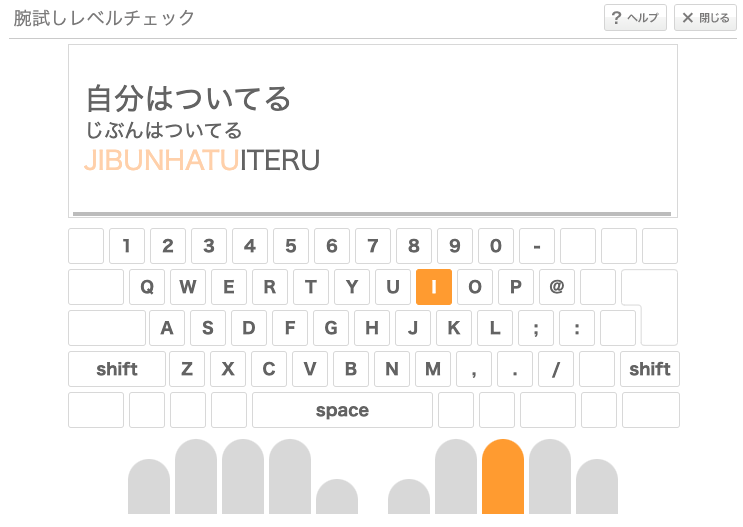 腕試しレベルチェック
? ヘルプ × 閉じる
自分はついてる
じぶんはついてる
JIBUNHATUITERU
1 2 3 4 5 6 7 8 9 0 -
Q W E R T Y U I O P @
A S D F G H J K L ; :
shift Z X C V B N M , . / shift
space